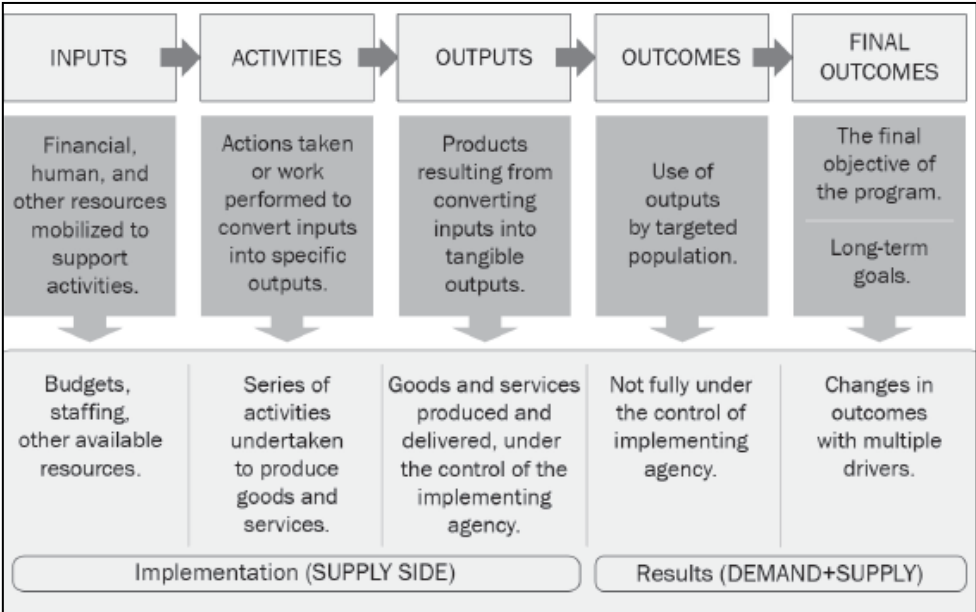 INPUTS
ACTIVITIES
OUTPUTS
OUTCOMES
FINAL
OUTCOMES
Financial,
human, and
other resources
mobilized to
support
activities.
Actions taken
or work
performed to
convert inputs
into specific
outputs.
Products
resulting from
converting
inputs into
tangible
outputs.
Use of
outputs
by targeted
population.
The final
objective of
the program.
Long-term
goals.
Budgets,
staffing,
other available
resources.
Series of
activities
undertaken
to produce
goods and
services.
Goods and services
produced and
delivered, under
the control of the
implementing
agency.
Not fully under
the control of
implementing
agency.
Changes in
outcomes
with multiple
drivers.
Implementation (SUPPLY SIDE)
Results (DEMAND+SUPPLY)